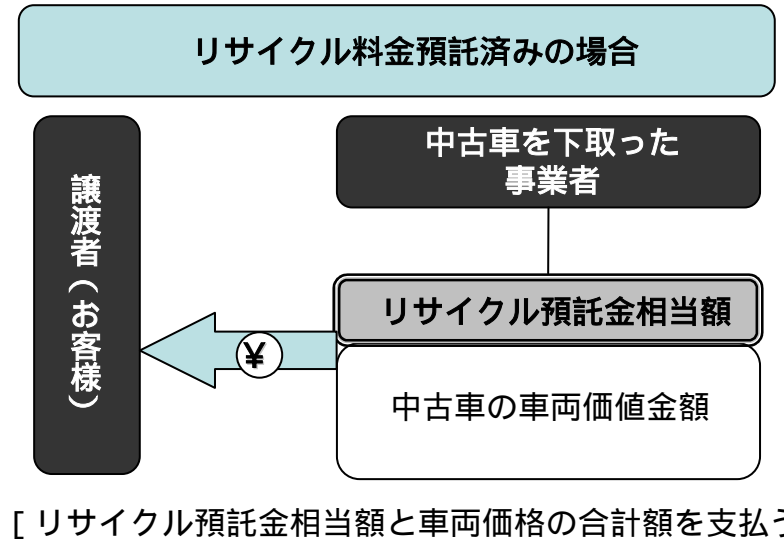 リサイクル料金預託済みの場合
譲渡者(お客様)
中古車を下取った
事業者
リサイクル預託金相当額
¥
中古車の車両価値金額
[リサイクル預託金相当額と車両価格の合計額を支払う